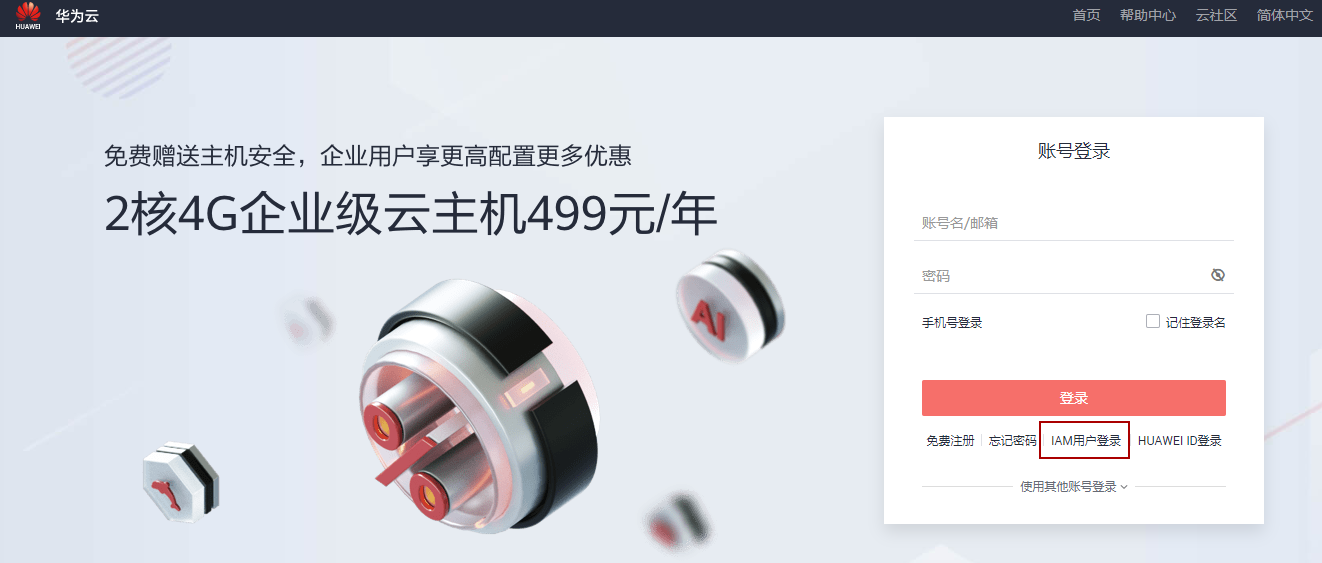 HUAWEI 华为云 首页 帮助中心 云社区 简体中文
免费赠送主机安全，企业用户享更高配置更多优惠
2核4G企业级云主机499元/年
AI
账号登录
账号名/邮箱
密码
手机号登录 记住登录名
登录
免费注册 忘记密码 IAM用户登录 HUAWEI ID登录
使用其他账号登录